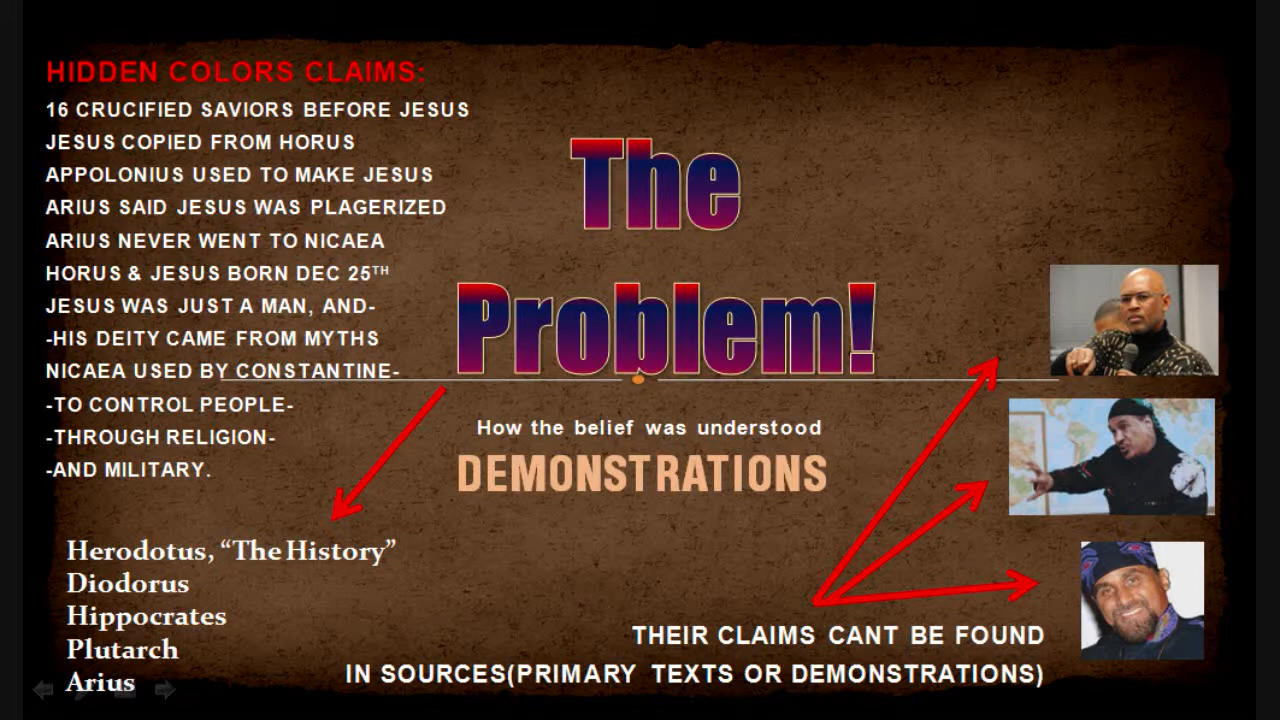 HIDDEN COLORS CLAIMS:
16 CRUCIFIED SAVIORS BEFORE JESUS
JESUS COPIED FROM HORUS
APPOLONIUS USED TO MAKE JESUS
ARIUS SAID JESUS WAS PLAGERIZED
ARIUS NEVER WENT TO NICAEA
HORUS & JESUS BORN DEC 25TH
JESUS WAS JUST A MAN, AND-
-HIS DEITY CAME FROM MYTHS
NICAEA USED BY CONSTANTINE-
-TO CONTROL PEOPLE-
-THROUGH RELIGION-
-AND MILITARY.
Herodotus, “The History”
Diodorus
Hippocrates
Plutarch
Arius
The
Problem!
How the belief was understood
DEMONSTRATIONS
THEIR CLAIMS CANT BE FOUND
IN SOURCES(PRIMARY TEXTS OR DEMONSTRATIONS)